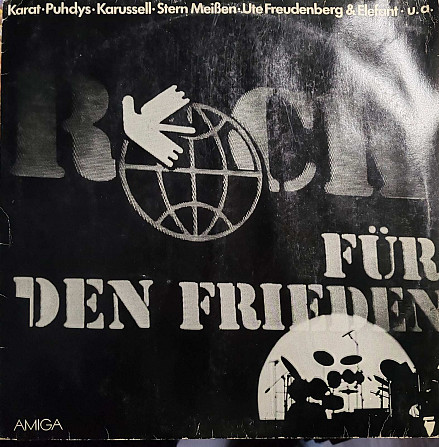 Karat · Puhdys · Karussell · Stern Meißen · Ute Freudenberg & Elefant · u. a.
ROCK
FÜR
DEN FRIEDEN
AMIGA